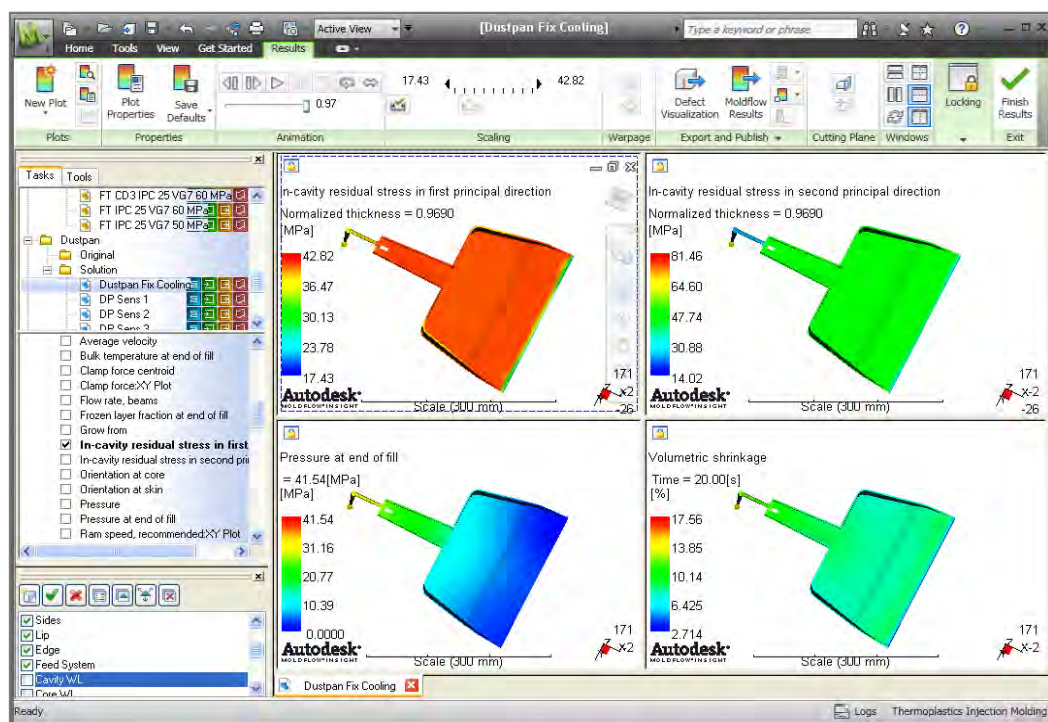 Active View
[Dustpan Fix Cooling]
Type a keyword or phrase
Home Tools View Get Started Results
17.43 42.82
New Plot
Plot Properties
Save Defaults
0.97
Defect Visualization
Moldflow Results
Locking
Finish Results
Plots Properties Animation Scaling Warpage Export and Publish Cutting Plane Windows Exit
Tasks Tools
FT CD3 IPC 25 VG7 60 MPa
FT IPC 25 VG7 60 MPa
FT IPC 25 VG7 50 MPa
Dustpan
Original
Solution
Dustpan Fix Cooling
DP Sens 1
DP Sens 2
DP Sens 3
Average velocity
Bulk temperature at end of fill
Clamp force centroid
Clamp force:XY Plot
Flow rate, beams
Frozen layer fraction at end of fill
Grow from
In-cavity residual stress in first
In-cavity residual stress in second pri
Orientation at core
Orientation at skin
Pressure
Pressure at end of fill
Ram speed, recommended:XY Plot
Sides
Lip
Edge
Feed System
Cavity WL
Core WL
In-cavity residual stress in first principal direction
Normalized thickness = 0.9690
[MPa]
42.82
36.47
30.13
23.78
17.43
Autodesk
MOLDFLOW INSIGHT
Scale (300 mm)
171
X-2
-26
In-cavity residual stress in second principal direction
Normalized thickness = 0.9690
[MPa]
81.46
64.60
47.74
30.88
14.02
Autodesk
MOLDFLOW INSIGHT
Scale (300 mm)
171
X-2
-26
Pressure at end of fill
= 41.54[MPa]
[MPa]
41.54
31.16
20.77
10.39
0.0000
Autodesk
MOLDFLOW INSIGHT
Scale (300 mm)
171
X-2
Volumetric shrinkage
Time = 20.00[s]
[%]
17.56
13.85
10.14
6.425
2.714
Autodesk
MOLDFLOW INSIGHT
Scale (300 mm)
171
X-2
Dustpan Fix Cooling
Ready
Logs Thermoplastics Injection Molding